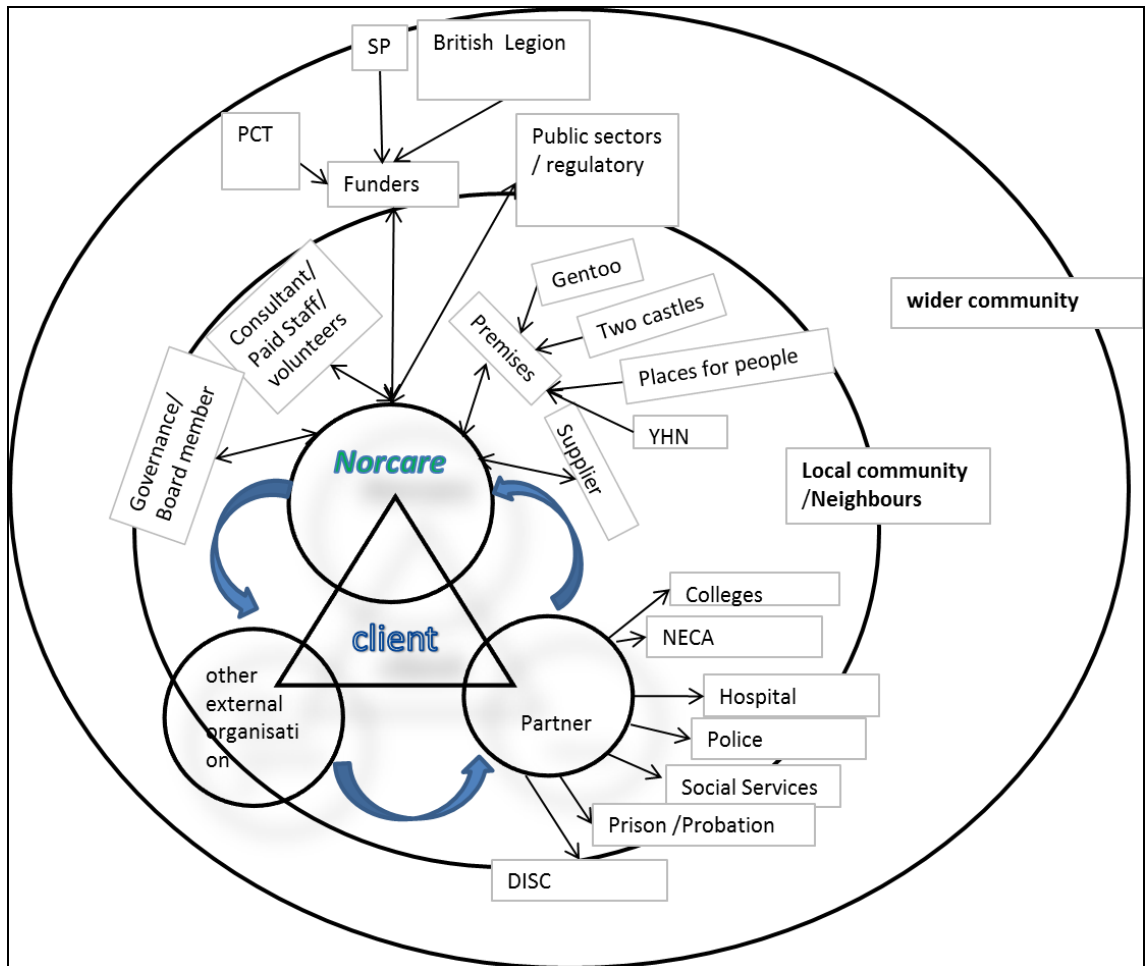 SP
British Legion
PCT
Public sectors
/ regulatory
Funders
Consultant/
Paid Staff/
volunteers
Governance/
Board member
Gentoo
Two castles
Premises
Places for people
YHN
Supplier
wider community
Local community
/Neighbours
Norcare
client
other
external
organisati
on
Partner
Colleges
NECA
Hospital
Police
Social Services
Prison /Probation
DISC